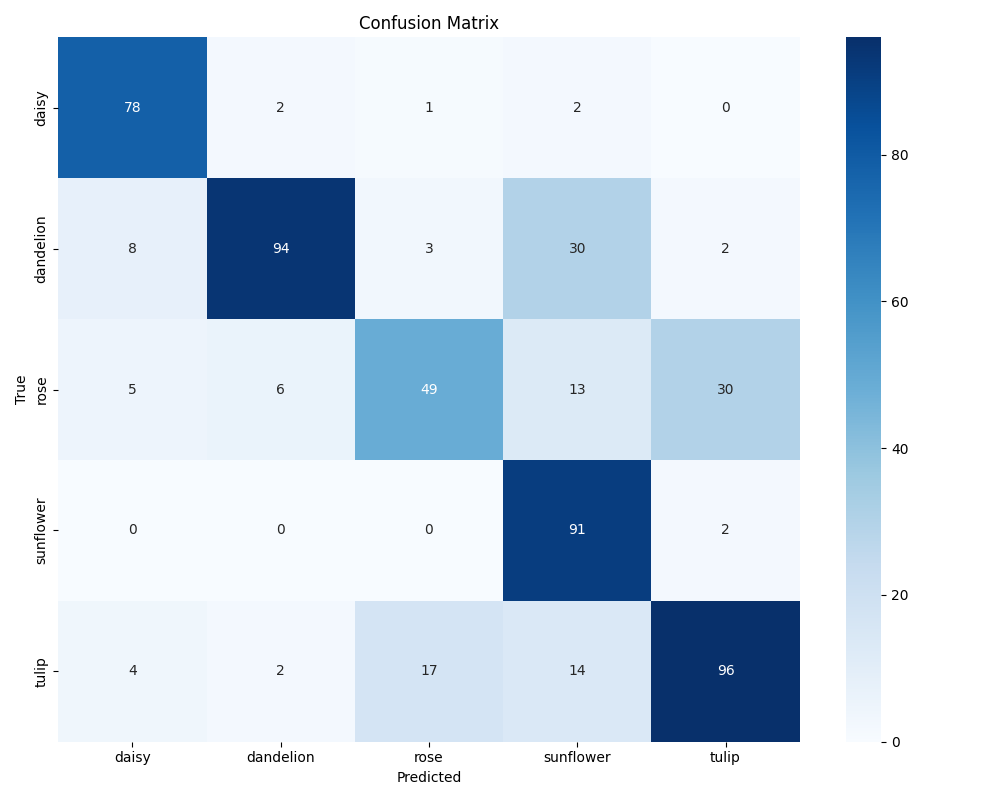 Confusion Matrix
True
daisy 78 2 1 2 0
dandelion 8 94 3 30 2
rose 5 6 49 13 30
sunflower 0 0 0 91 2
tulip 4 2 17 14 96
daisy dandelion rose sunflower tulip
Predicted
80
60
40
20
0